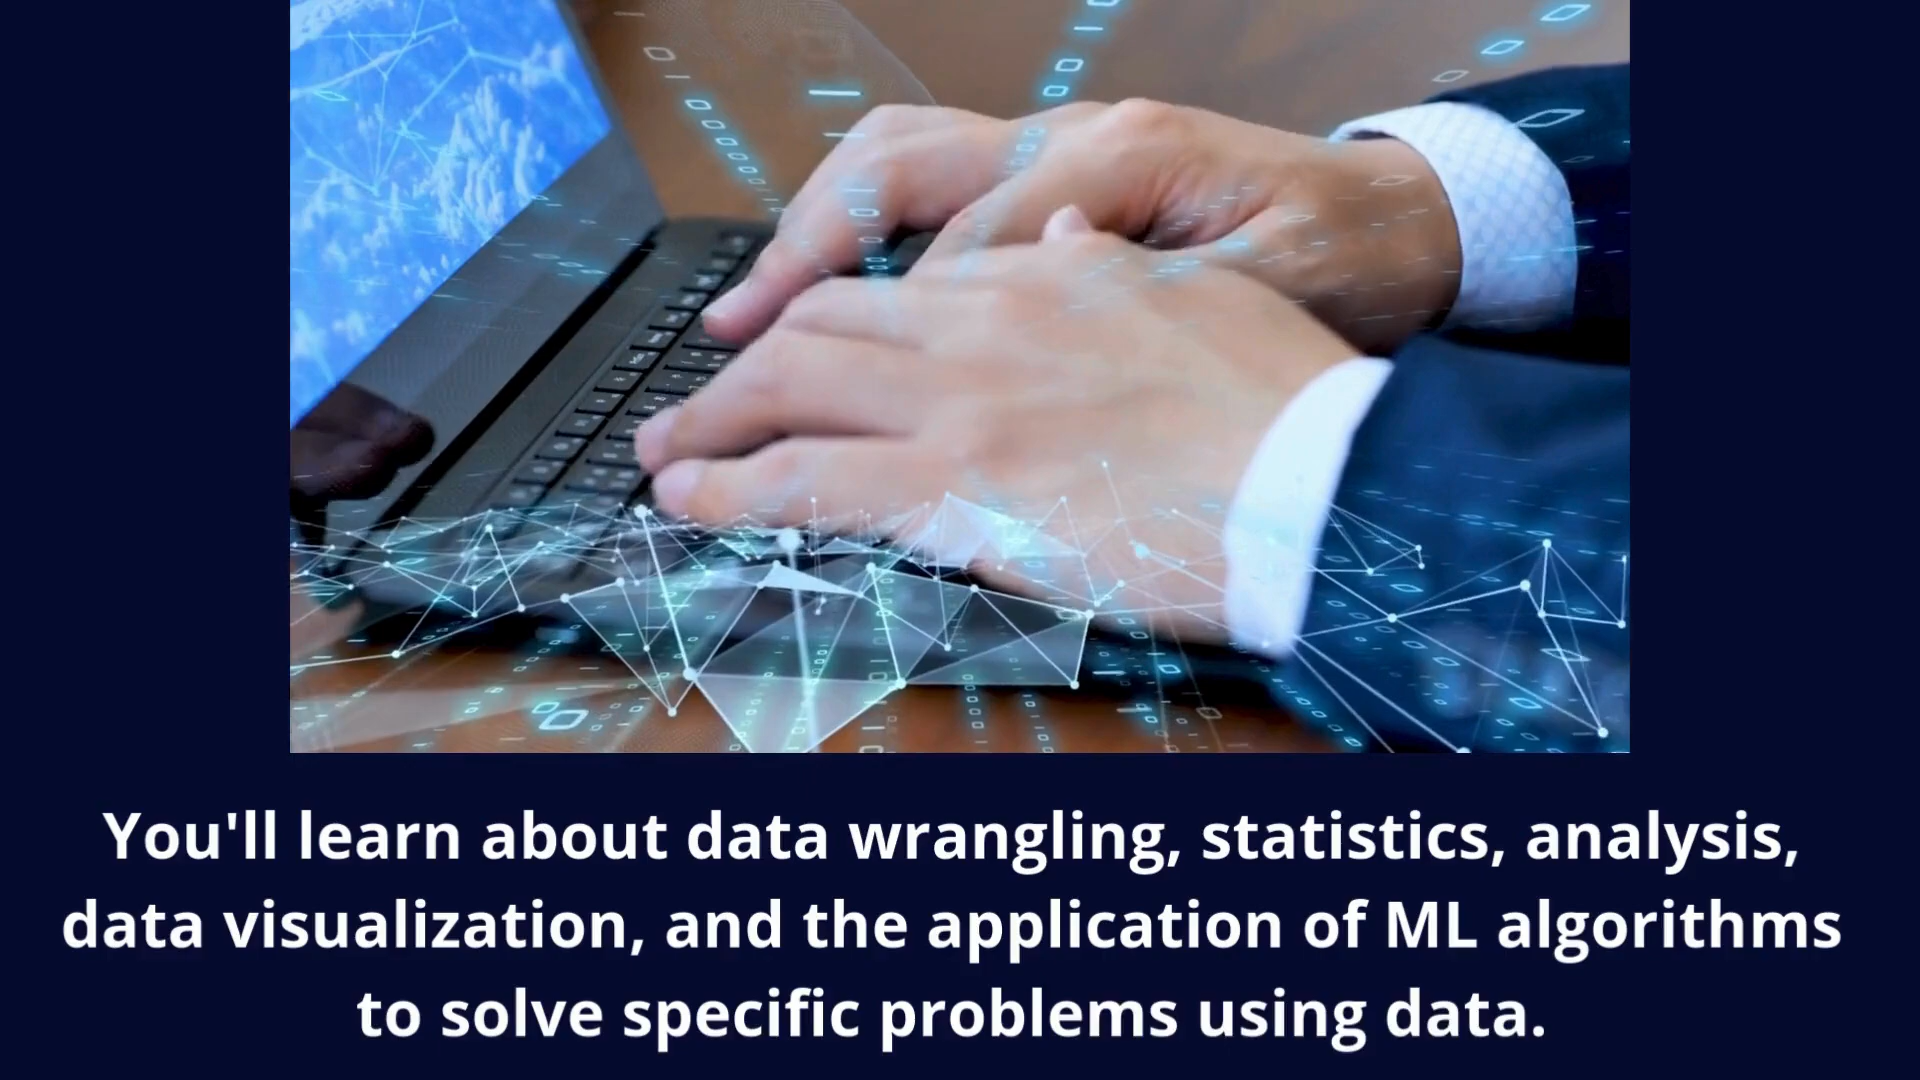 You'll learn about data wrangling, statistics, analysis,
data visualization, and the application of ML algorithms
to solve specific problems using data.